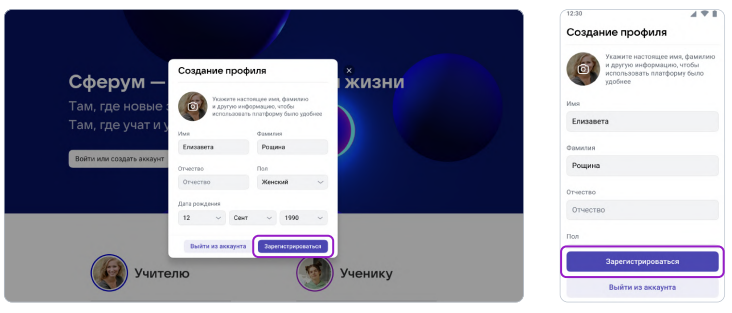 Сферум —
жизни
Там, где новые
Там, где учат и у
Войти или создать аккаунт
Создание профиля
Укажите настоящее имя, фамилию
и другую информацию, чтобы
использовать платформу было удобнее
Имя
Фамилия
Елизавета
Рощина
Отчество
Пол
Отчество
Женский
Дата рождения
12
Сент
1990
Выйти из аккаунта
Зарегистрироваться
Учителю
Ученику
12:30
Создание профиля
Укажите настоящее имя, фамилию
и другую информацию, чтобы
использовать платформу было
удобнее
Имя
Елизавета
Фамилия
Рощина
Отчество
Отчество
Пол
Зарегистрироваться
Выйти из аккаунта